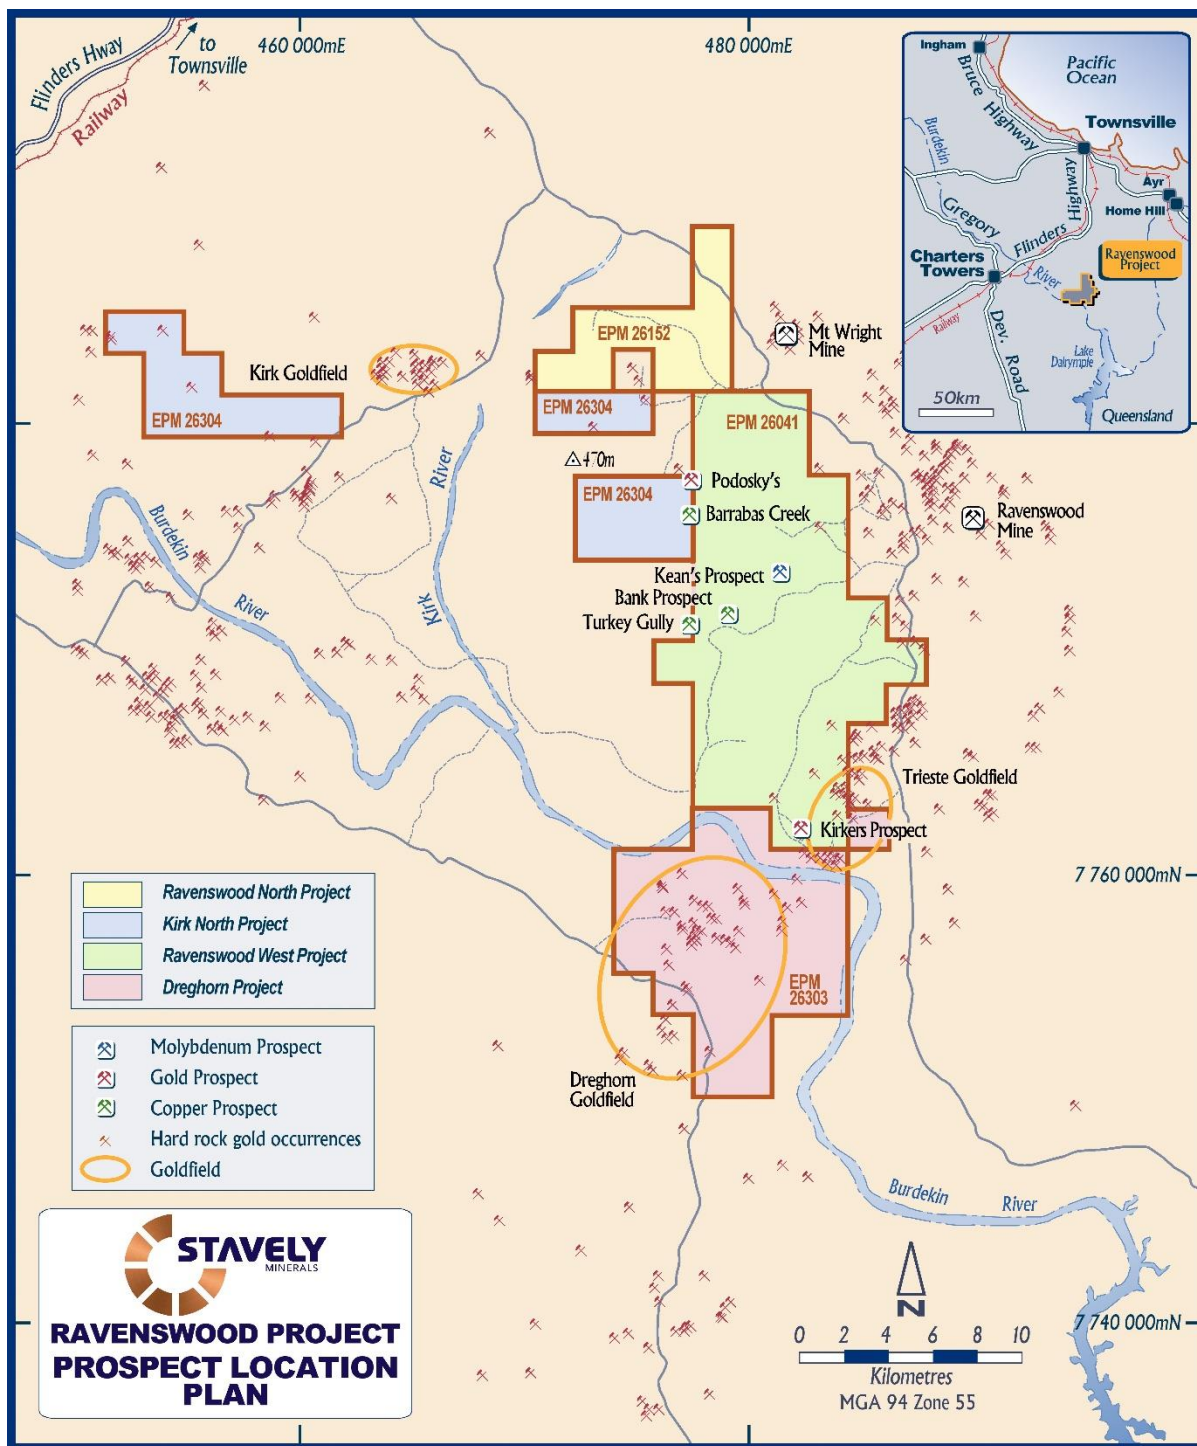 460 000mE
480 000mE
to
Townsville
Flinders Hway
Railway
Ingham
Pacific
Ocean
Bruce
Highway
Townsville
Burdekin
Highway
Ayr
Home Hill
Gregory
Flinders
Charters
Towers
River
Ravenswood
Project
Railway
Dev.
Road
Lake
Dalrymple
50km
Queensland
EPM 26152
Mt Wright
Mine
Kirk Goldfield
EPM 26304
EPM 26304
EPM 26041
470m
River
EPM 26304
Podosky's
Barrabas Creek
Ravenswood
Mine
Burdekin
Kean's Prospect
Bank Prospect
River
Kirk
Turkey Gully
Trieste Goldfield
Kirkers Prospect
7 760 000mN
Ravenswood North Project
Kirk North Project
Ravenswood West Project
Dreghorn Project
EPM
26303
Molybdenum Prospect
Gold Prospect
Copper Prospect
Hard rock gold occurrences
Goldfield
Dreghorn
Goldfield
Burdekin
River
STAVELY
MINERALS
RAVENSWOOD PROJECT
PROSPECT LOCATION
PLAN
N
0 2 4 6 8 10
Kilometres
MGA 94 Zone 55
7 740 000mN